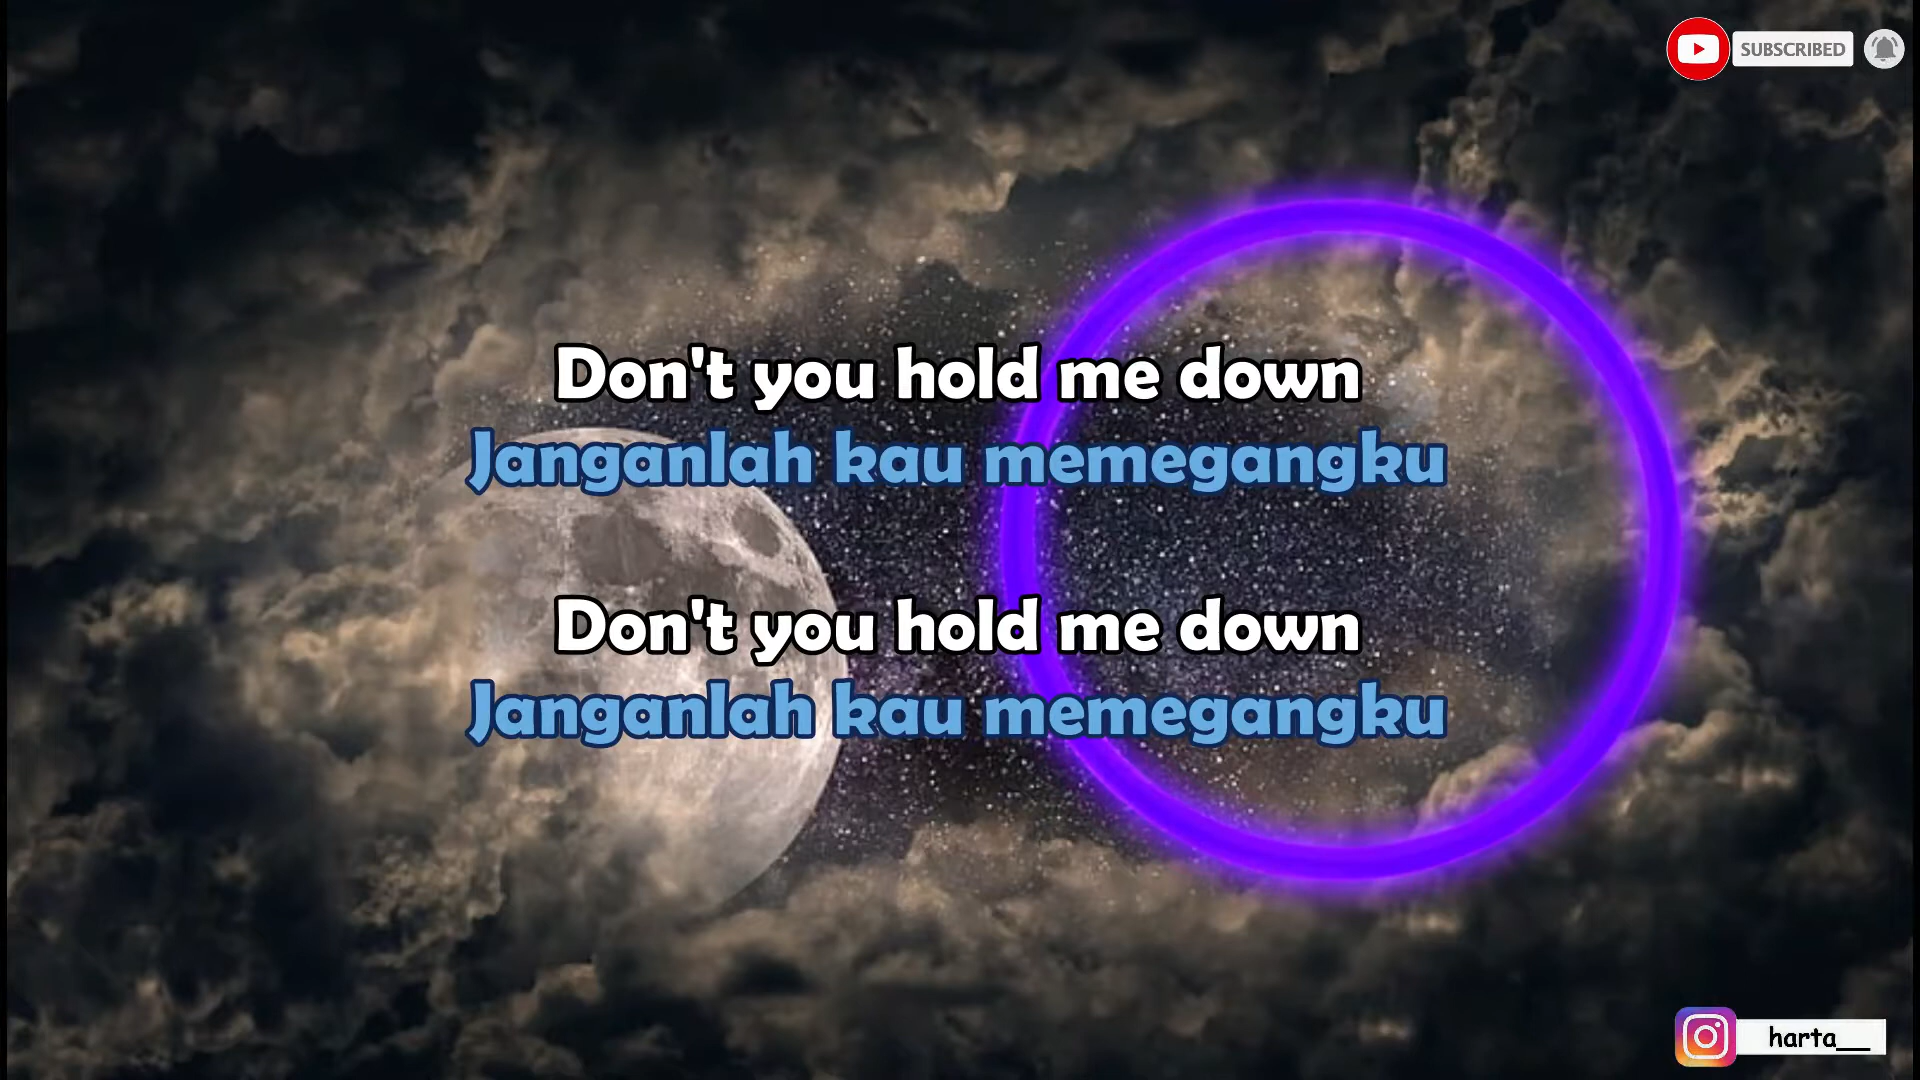 SUBSCRIBED
Don't you hold me down
Janganlah kau memegangku
Don't you hold me down
Janganlah kau memegangku
harta__